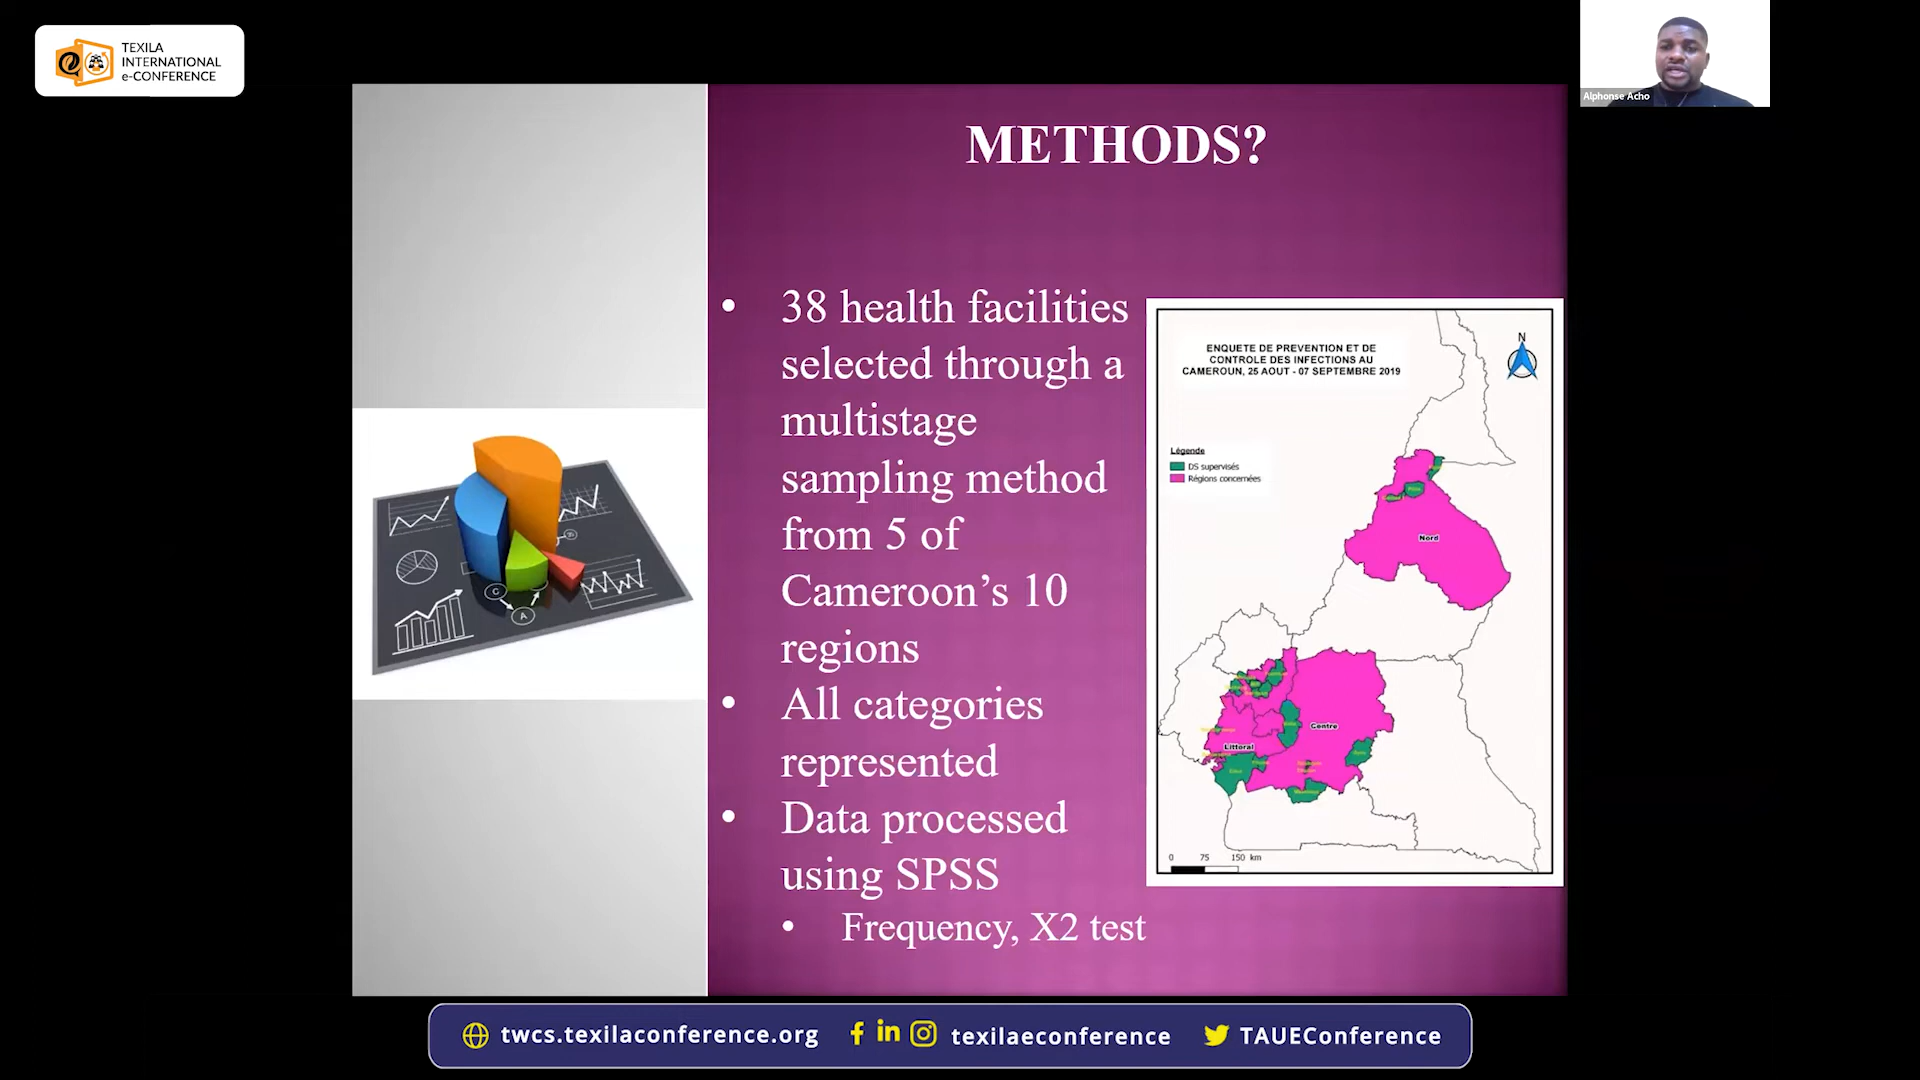 TEXILA
INTERNATIONAL
e-CONFERENCE
Alphonse Acho
METHODS?
• 38 health facilities
selected through a
multistage
sampling method
from 5 of
Cameroon’s 10
regions
• All categories
represented
• Data processed
using SPSS
• Frequency, X2 test
ENQUETE DE PREVENTION ET DE
CONTROLE DES INFECTIONS AU
CAMEROUN, 25 AOUT - 07 SEPTEMBRE 2019
N
Légende
DS supervisés
Régions concernées
Nord
Centre
Littoral
0 75 150 km
C
A
twcs.texilaconference.org
texilaeconference
TAUEConference